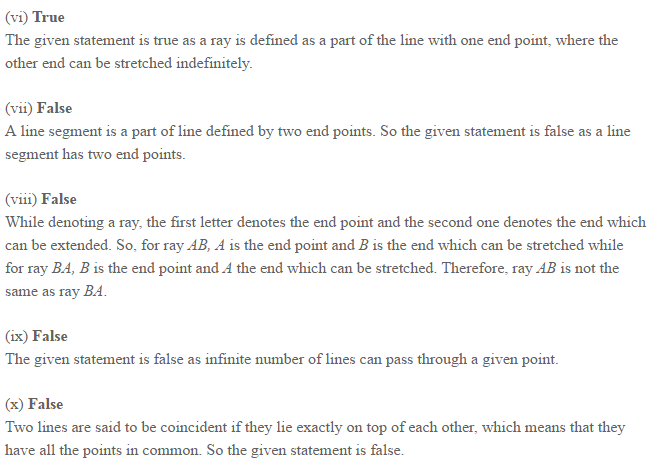 (vi) True
The given statement is true as a ray is defined as a part of the line with one end point, where the
other end can be stretched indefinitely.
(vii) False
A line segment is a part of line defined by two end points. So the given statement is false as a line
segment has two end points.
(viii) False
While denoting a ray, the first letter denotes the end point and the second one denotes the end which
can be extended. So, for ray AB, A is the end point and B is the end which can be stretched while
for ray BA, B is the end point and A the end which can be stretched. Therefore, ray AB is not the
same as ray BA.
(ix) False
The given statement is false as infinite number of lines can pass through a given point.
(x) False
Two lines are said to be coincident if they lie exactly on top of each other, which means that they
have all the points in common. So the given statement is false.